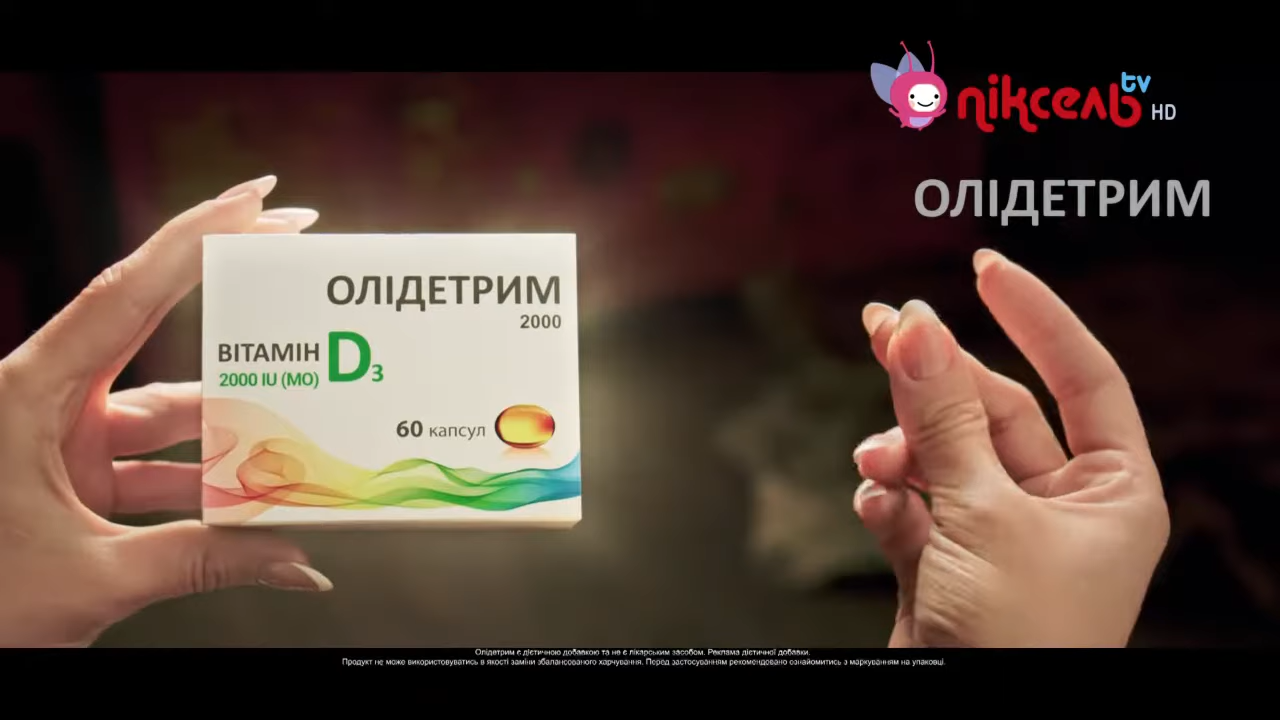 піксель tv HD
ОЛІДЕТРИМ
ОЛІДЕТРИМ
2000
ВІТАМІН D3
2000 IU (МО)
60 капсул
Олідетрим є дієтичною добавкою та не є лікарським засобом. Реклама дієтичної добавки.
Продукт не може використовуватись в якості заміни збалансованого харчування. Перед застосуванням рекомендовано ознайомитись з маркуванням на упаковці.